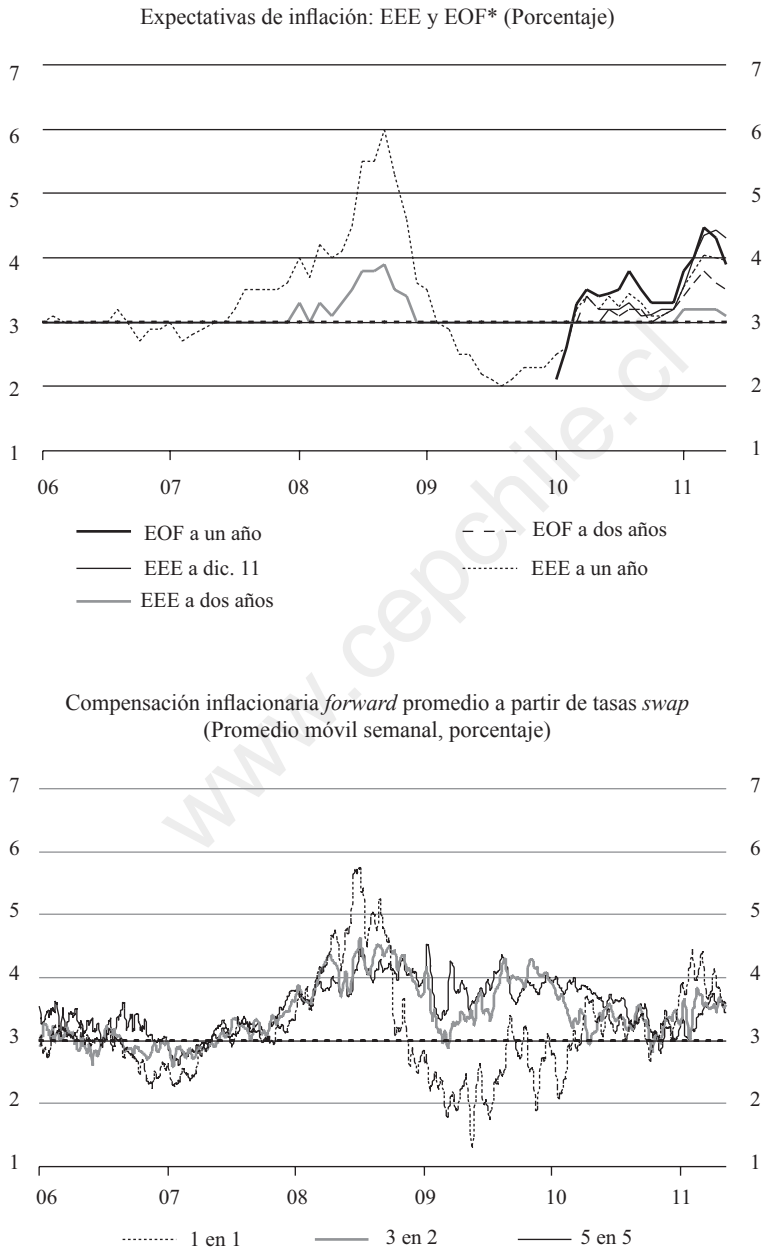 Expectativas de inflación: EEE y EOF* (Porcentaje)
7 7
6 6
5 5
4 4
3 3
2 2
1 1
06 07 08 09 10 11
EOF a un año
EOF a dos años
EEE a dic. 11
EEE a un año
EEE a dos años
www.cepchile.cl
Compensación inflacionaria forward promedio a partir de tasas swap
(Promedio móvil semanal, porcentaje)
7 7
6 6
5 5
4 4
3 3
2 2
1 1
06 07 08 09 10 11
1 en 1 3 en 2 5 en 5